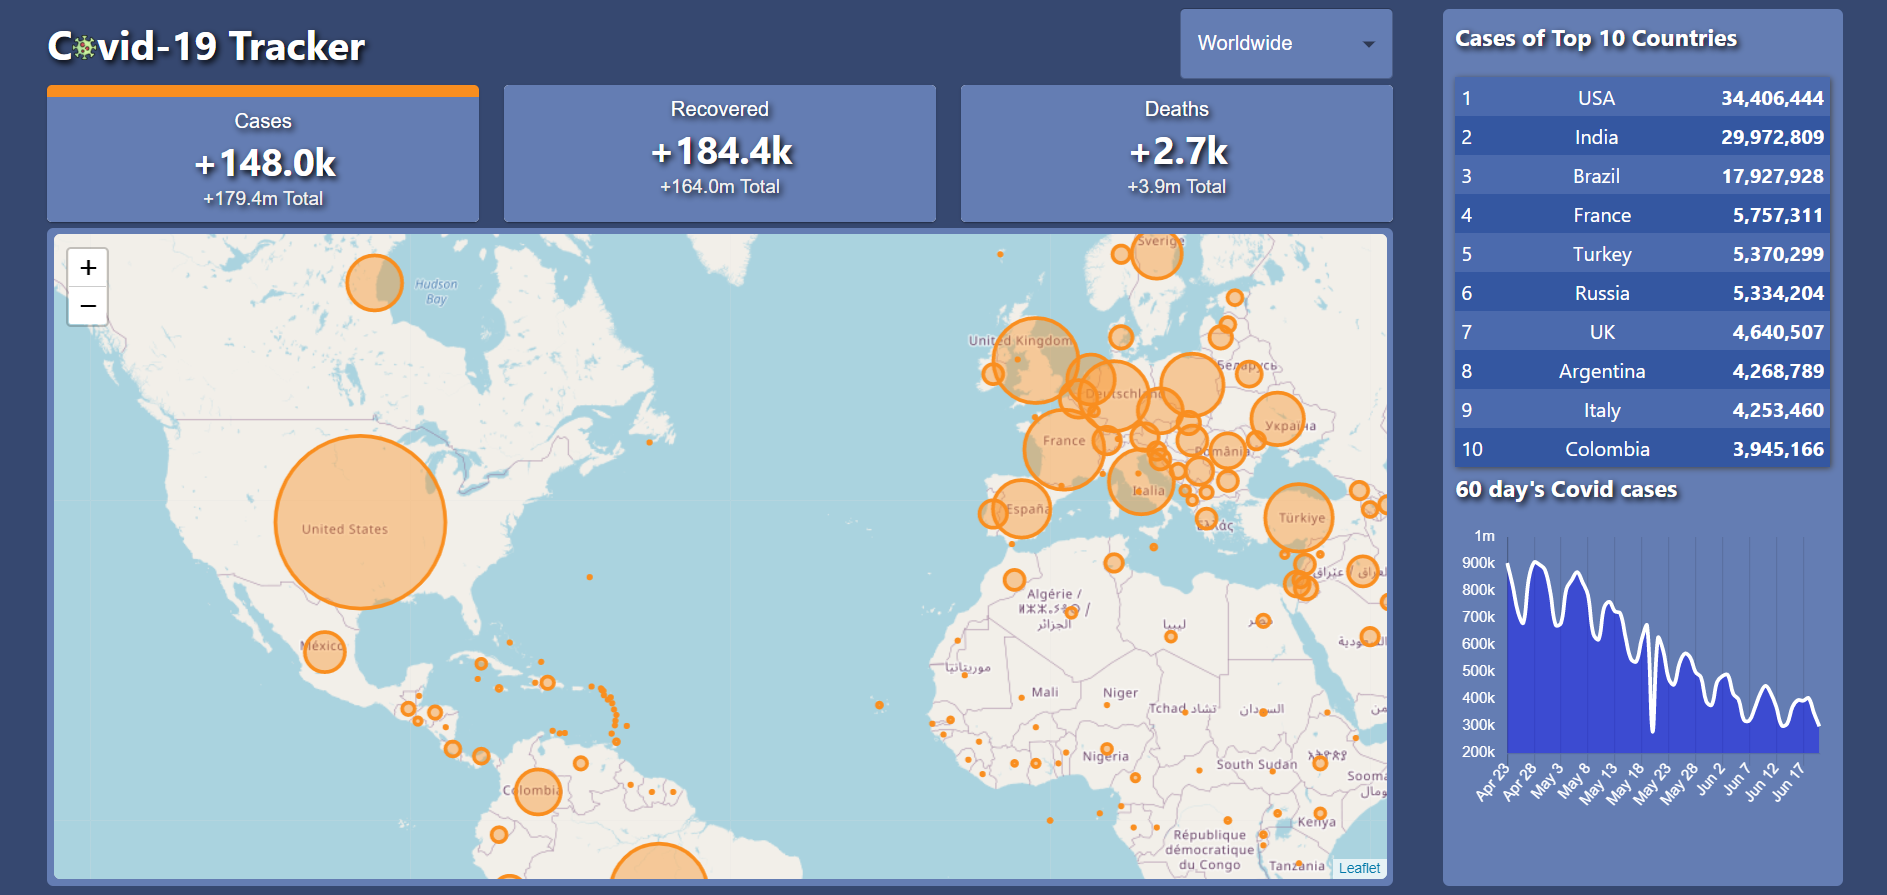 Covid-19 Tracker
Worldwide
Cases
+148.0k
+179.4m Total
Recovered
+184.4k
+164.0m Total
Deaths
+2.7k
+3.9m Total
+
−
Hudson
Bay
Sverige
United Kingdom
Беларусь
Deutschland
Україна
France
România
Italia
España
United States
Türkiye
Ελλάς
México
Algérie /
الجزائر
ليبيا
مصر
العراق
السعودية
موريتانيا
Mali
Niger
Tchad تشاد
السودان
Nigeria
South Sudan
Colombia
Kenya
République
démocratique
du Congo
Tanzania
Leaflet
Cases of Top 10 Countries
1 USA 34,406,444
2 India 29,972,809
3 Brazil 17,927,928
4 France 5,757,311
5 Turkey 5,370,299
6 Russia 5,334,204
7 UK 4,640,507
8 Argentina 4,268,789
9 Italy 4,253,460
10 Colombia 3,945,166
60 day's Covid cases
1m
900k
800k
700k
600k
500k
400k
300k
200k
Apr 23
Apr 28
May 3
May 8
May 13
May 18
May 23
May 28
Jun 2
Jun 7
Jun 12
Jun 17